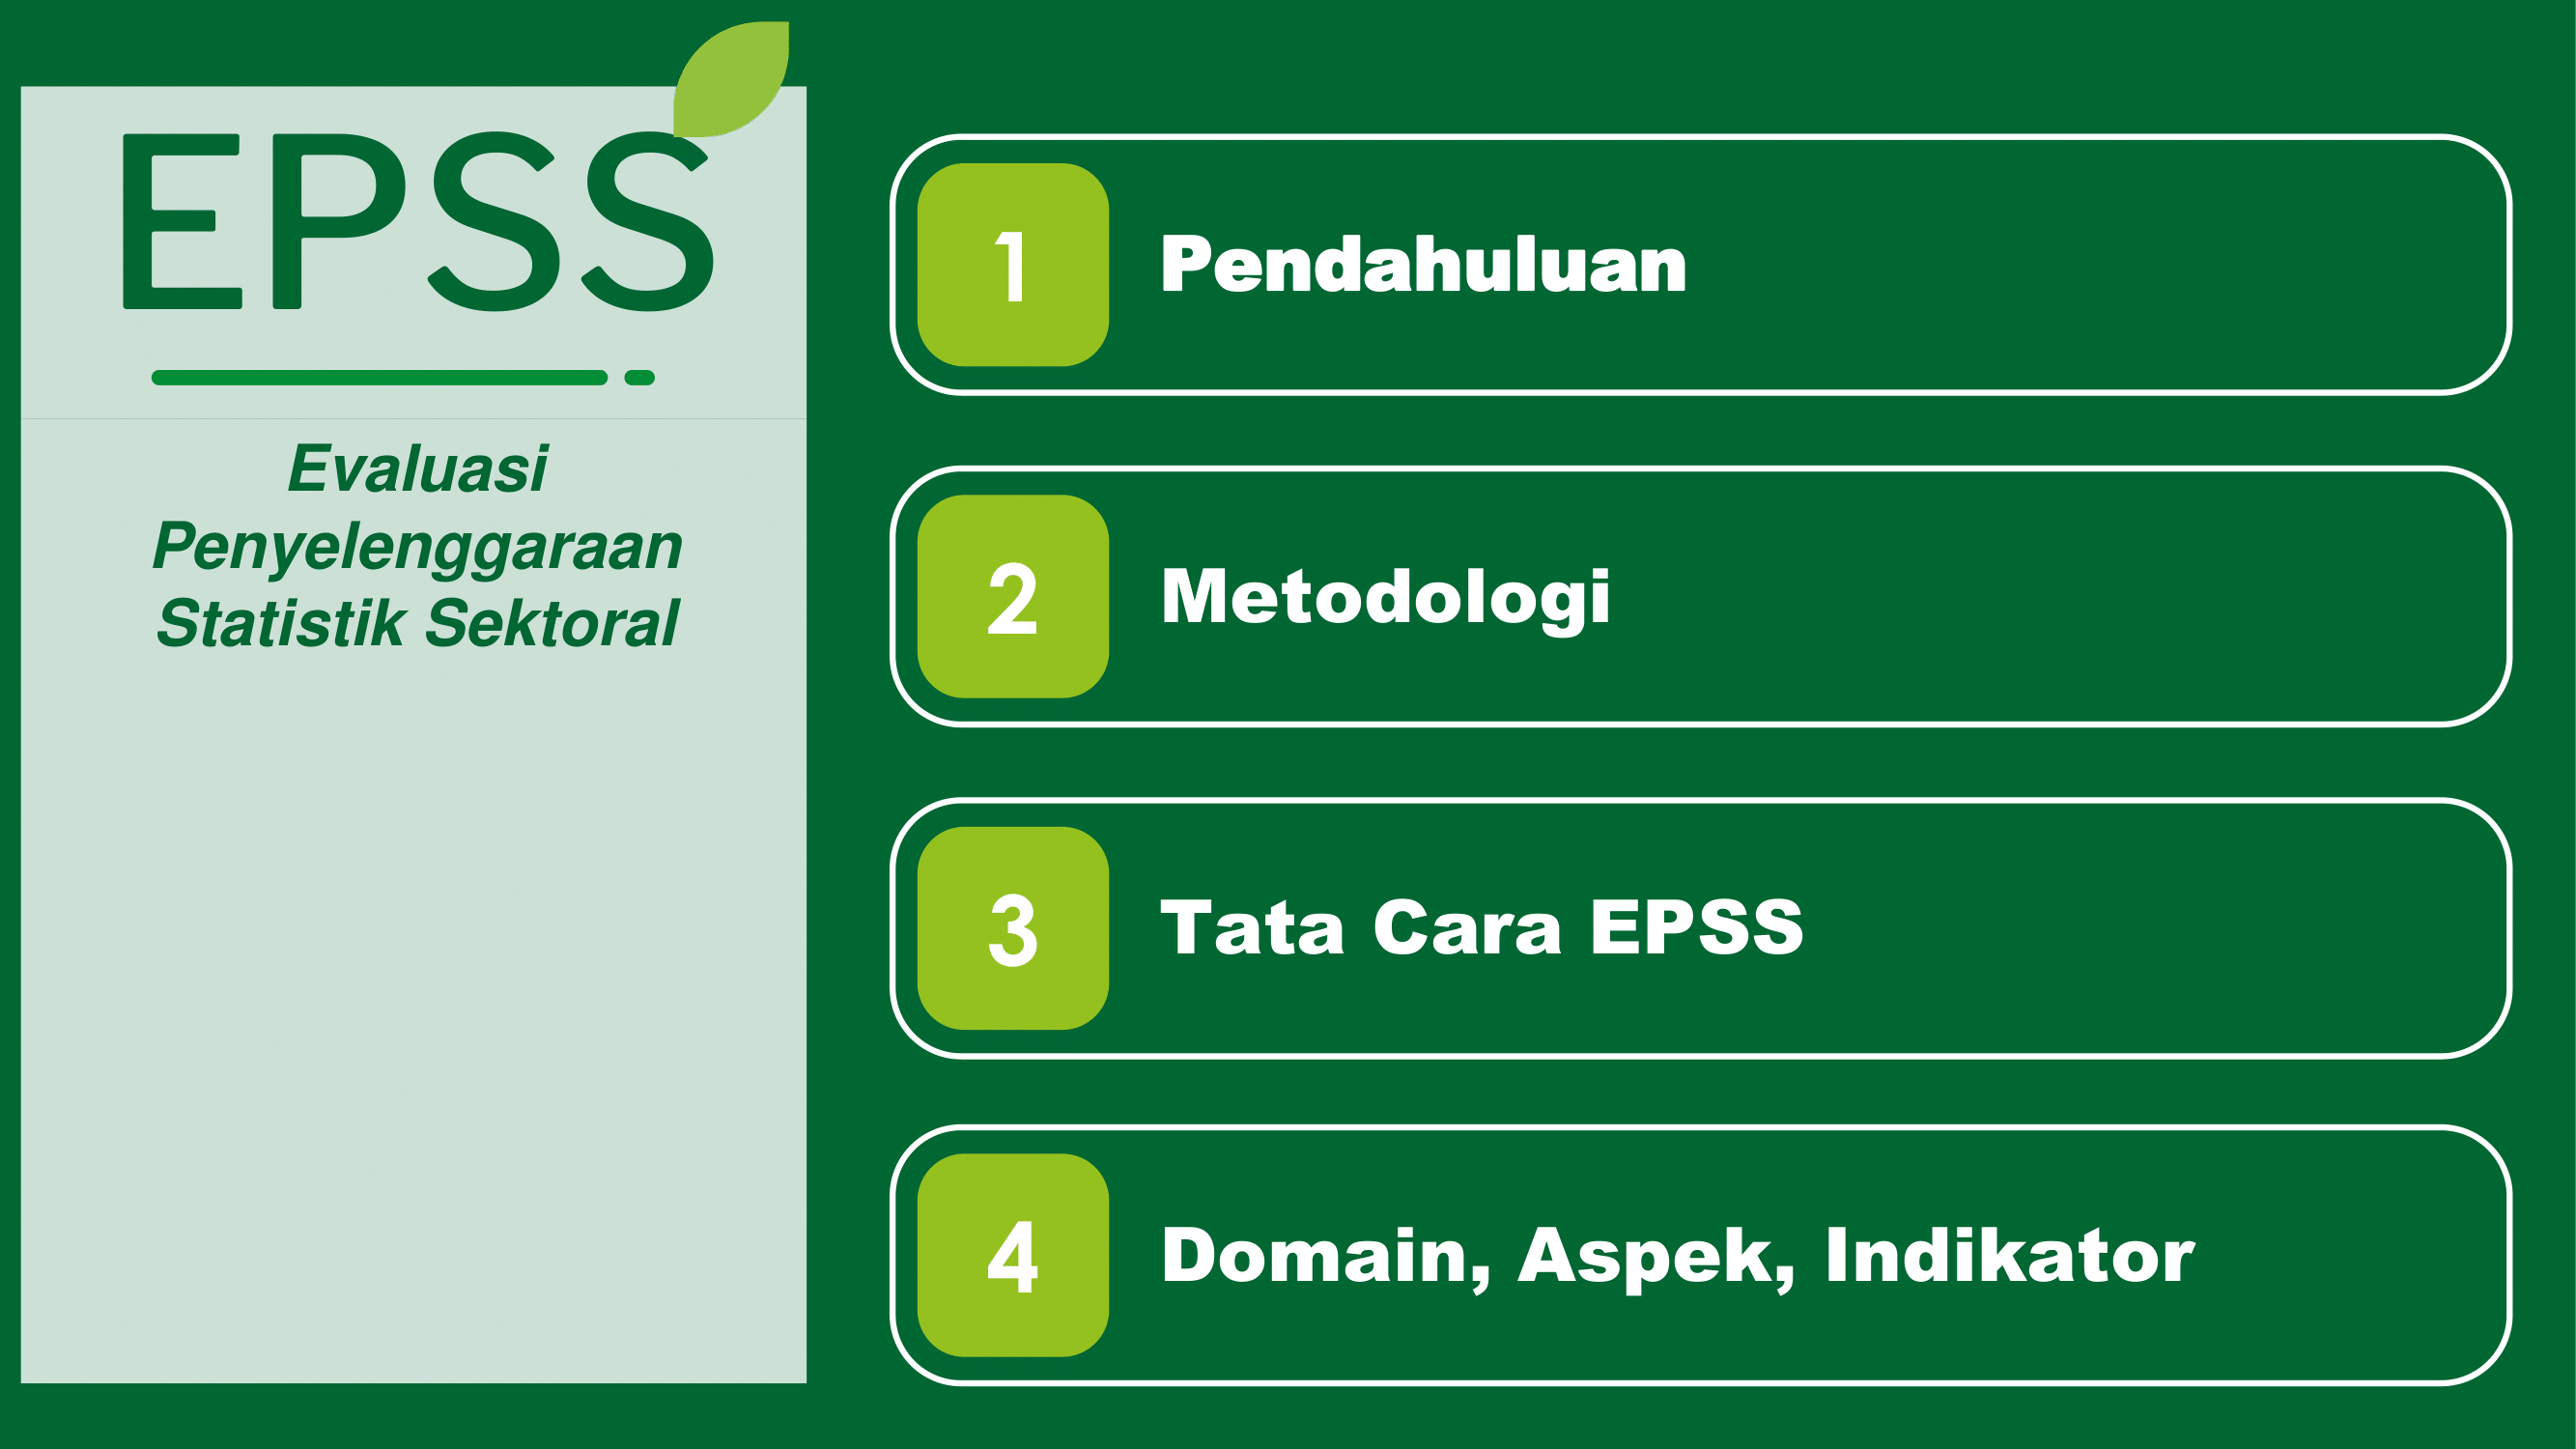 EPSS
Evaluasi
Penyelenggaraan
Statistik Sektoral
1 Pendahuluan
2 Metodologi
3 Tata Cara EPSS
4 Domain, Aspek, Indikator